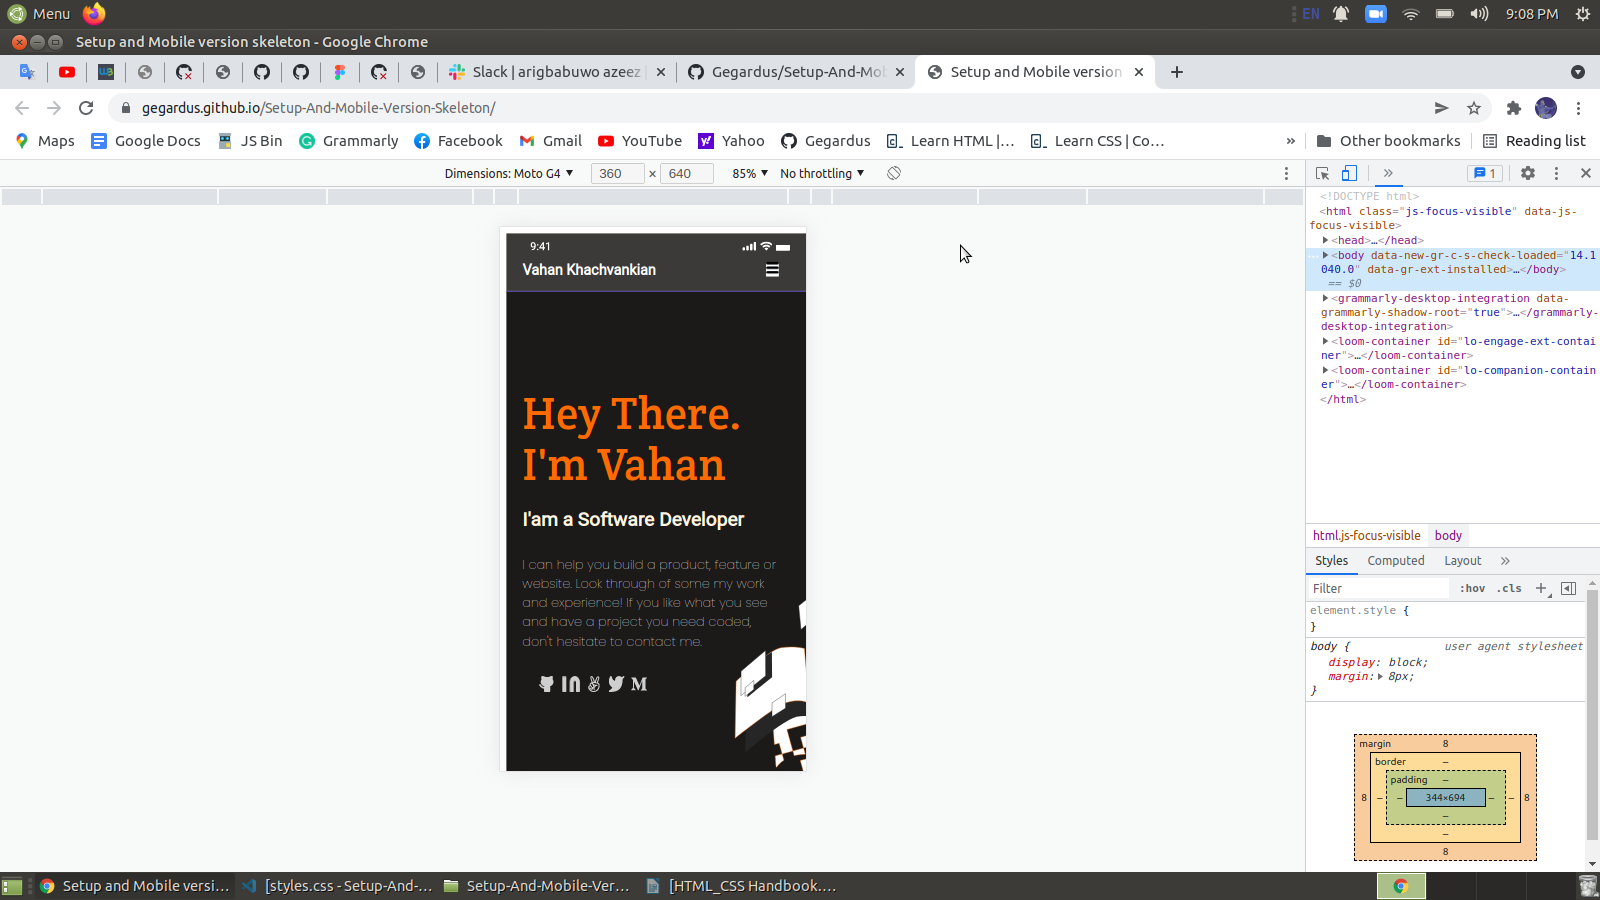 Menu
EN
9:08 PM
Setup and Mobile version skeleton - Google Chrome
Slack | arigbabuwo azeez |
Gegardus/Setup-And-Mob
Setup and Mobile version
gegardus.github.io/Setup-And-Mobile-Version-Skeleton/
Maps
Google Docs
JS Bin
Grammarly
Facebook
Gmail
YouTube
Yahoo
Gegardus
Learn HTML |...
Learn CSS | Co...
»
Other bookmarks
Reading list
Dimensions: Moto G4
360 × 640
85%
No throttling
»
1
<!DOCTYPE html>
<html class="js-focus-visible" data-js-
focus-visible>
<head>…</head>
<body data-new-gr-c-s-check-loaded="14.1
040.0" data-gr-ext-installed>…</body>
== $0
<grammarly-desktop-integration data-
grammarly-shadow-root="true">…</grammarly-
desktop-integration>
<loom-container id="lo-engage-ext-contai
ner">…</loom-container>
<loom-container id="lo-companion-contain
er">…</loom-container>
</html>
9:41
Vahan Khachvankian
Hey There.
I'm Vahan
I'am a Software Developer
I can help you build a product, feature or
website. Look through of some my work
and experience! If you like what you see
and have a project you need coded,
don't hesitate to contact me.
html.js-focus-visible
body
Styles
Computed
Layout
»
Filter
:hov
.cls
element.style {
}
body {
user agent stylesheet
display: block;
margin: 8px;
}
margin
8
border
–
padding
–
8
–
–
344×694
–
–
8
–
–
8
Setup and Mobile versi...
[styles.css - Setup-And-...
Setup-And-Mobile-Ver...
[HTML_CSS Handbook....